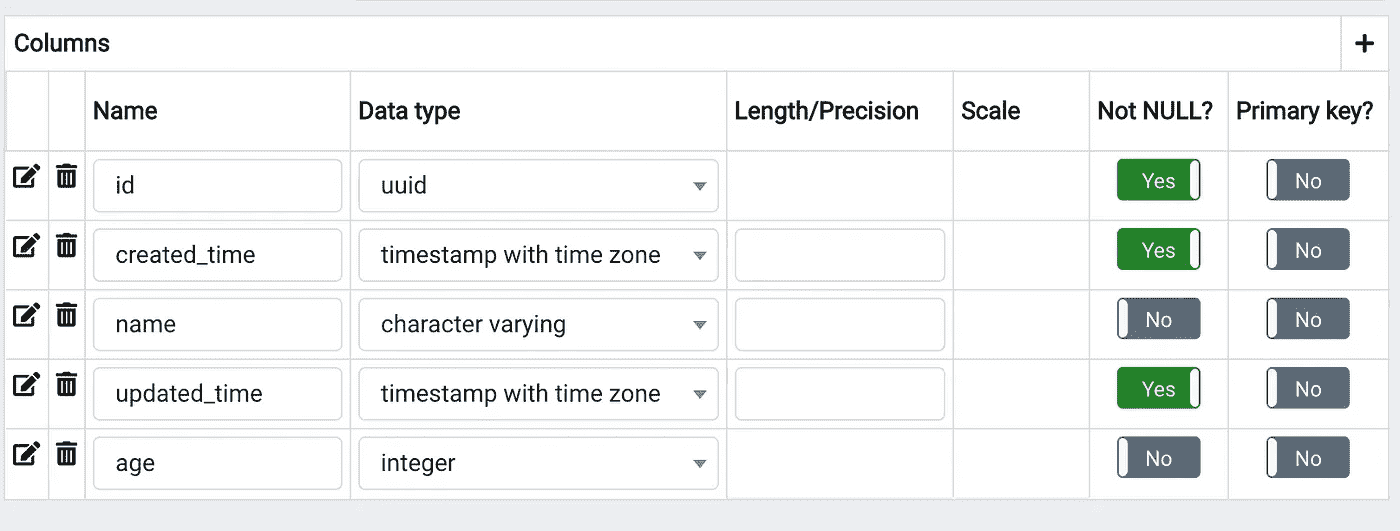 Columns +
Name Data type Length/Precision Scale Not NULL? Primary key?
id uuid Yes No
created_time timestamp with time zone Yes No
name character varying No No
updated_time timestamp with time zone Yes No
age integer No No